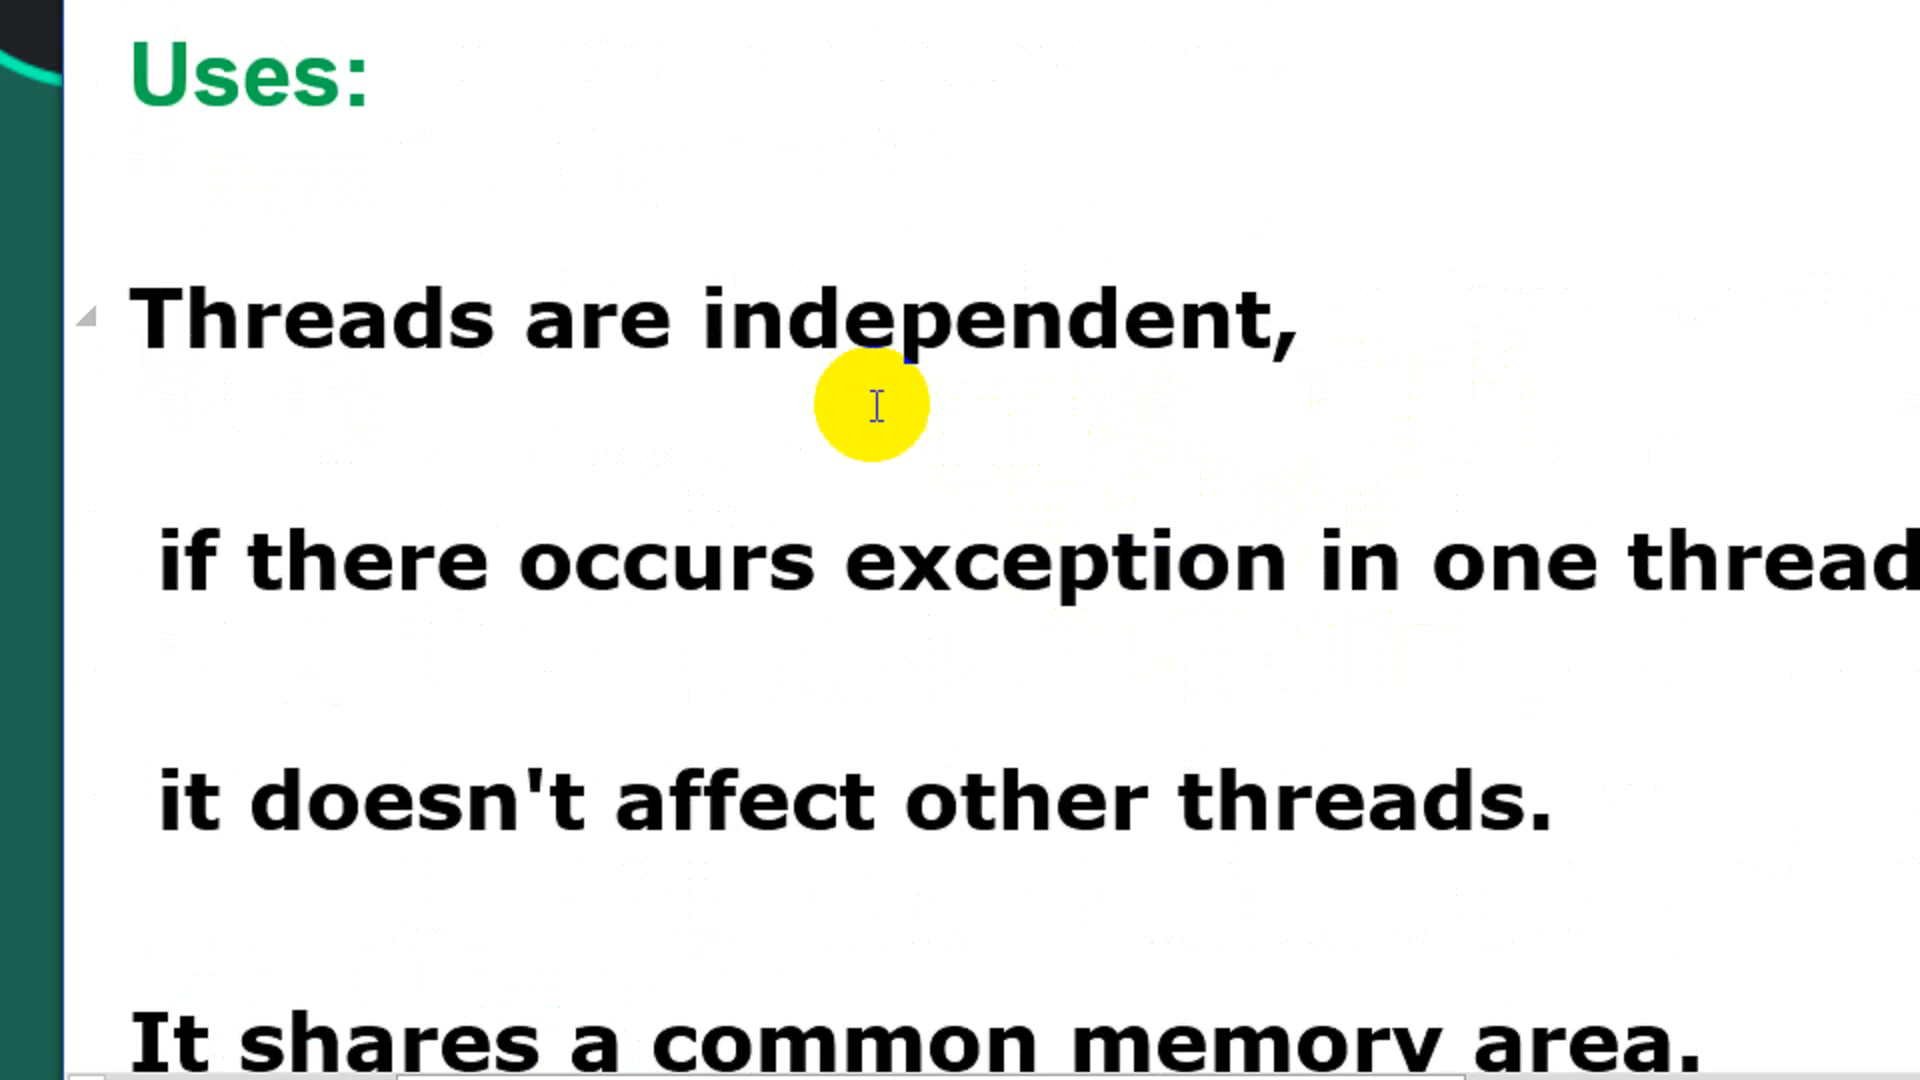 Uses:
Threads are independent,
if there occurs exception in one thread
it doesn't affect other threads.
It shares a common memory area.